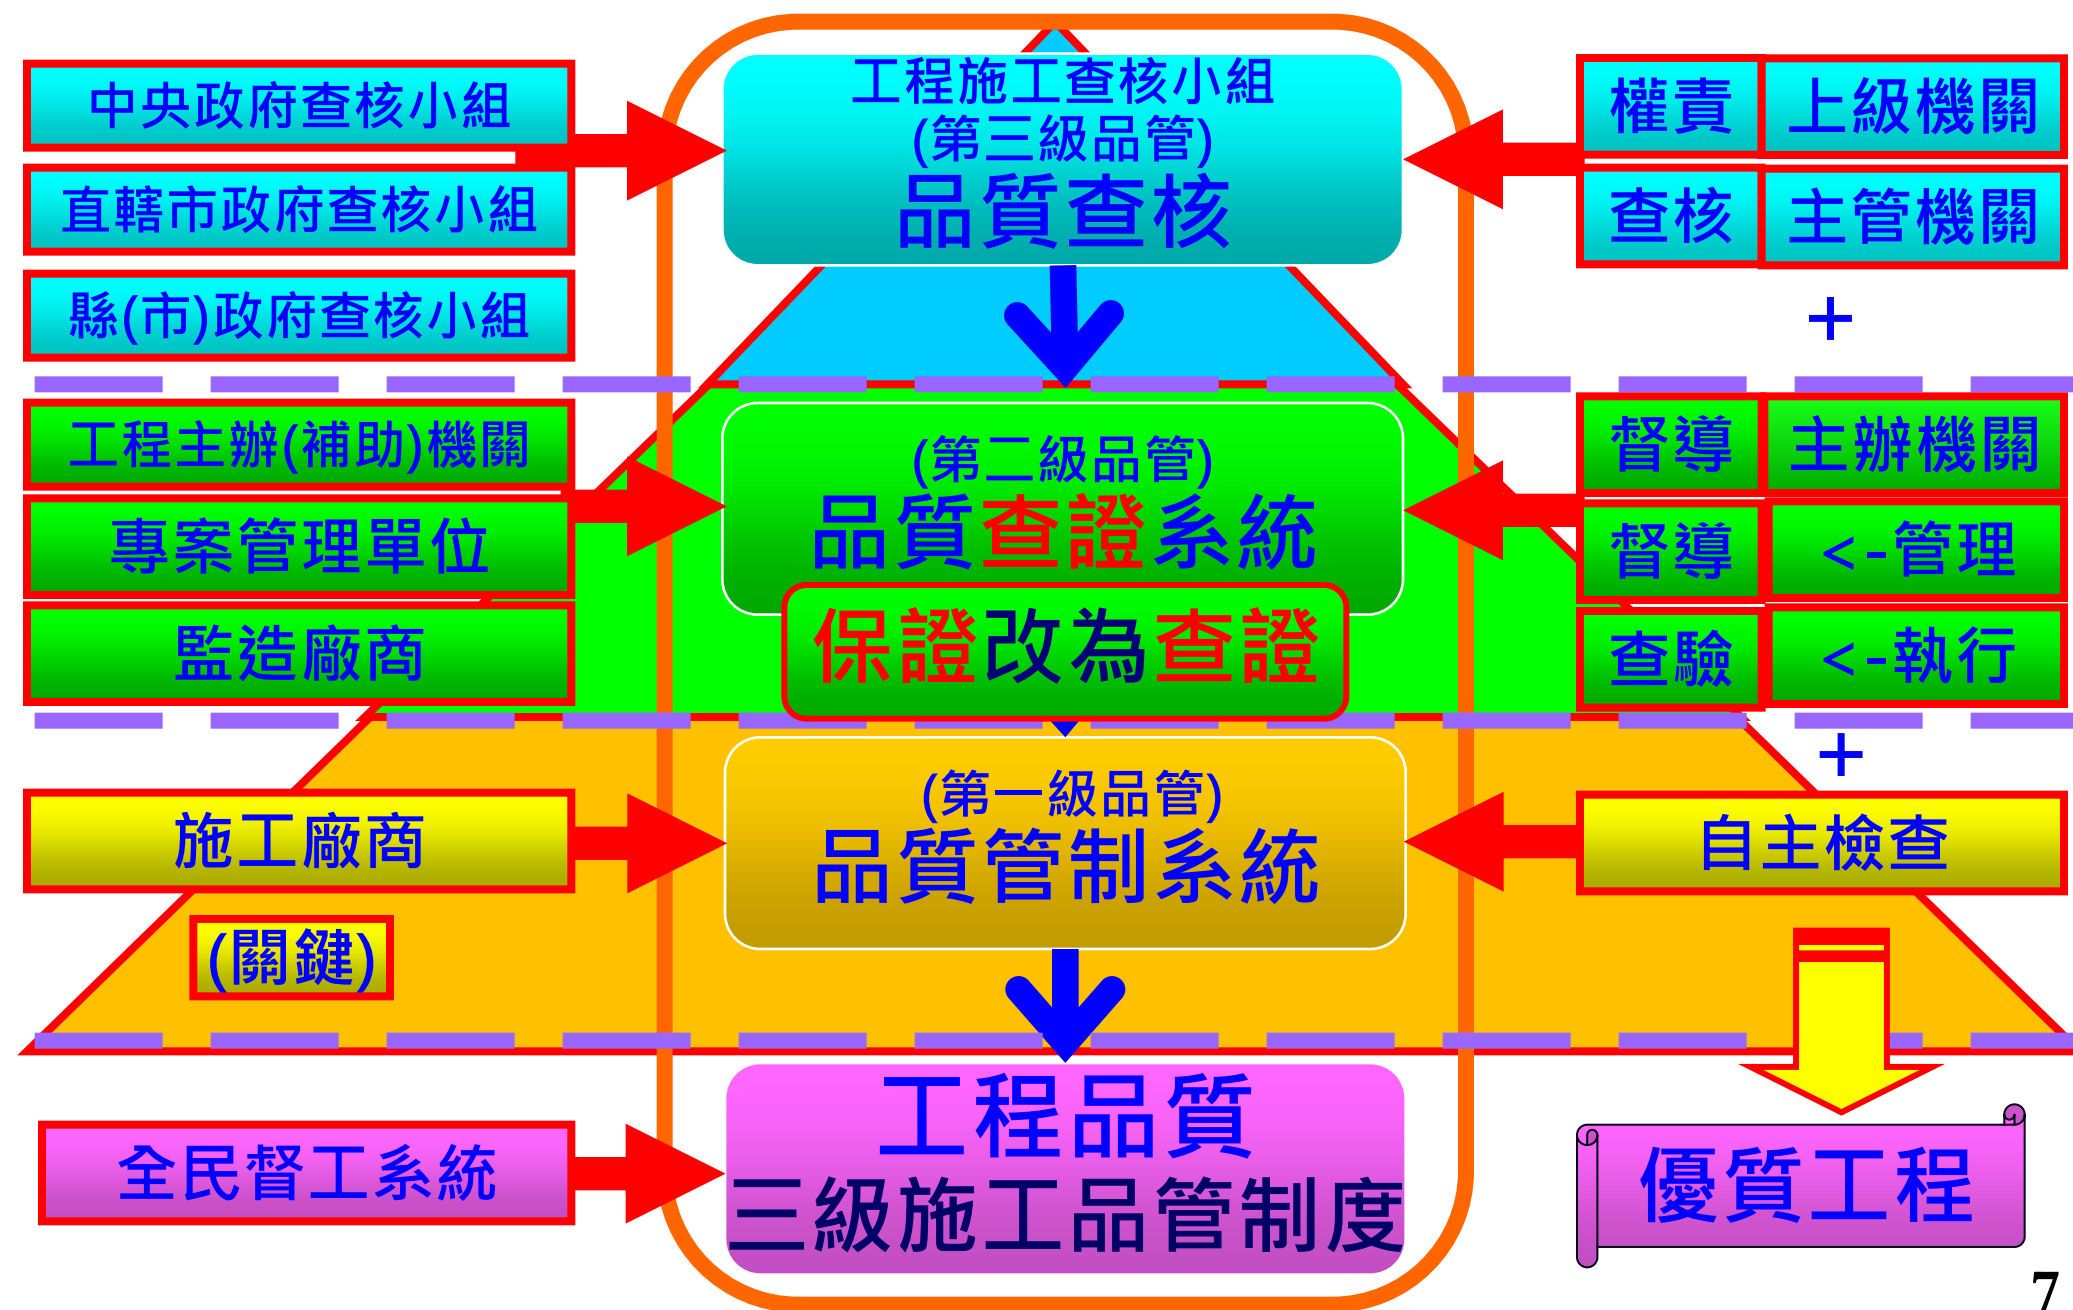 工程施工查核小組
(第三級品管)
品質查核
中央政府查核小組
直轄市政府查核小組
縣(市)政府查核小組
權責 上級機關
查核 主管機關
+
工程主辦(補助)機關
專案管理單位
監造廠商
(第二級品管)
品質查證系統
保證改為查證
督導 主辦機關
督導 <-管理
查驗 <-執行
+
施工廠商
(關鍵)
(第一級品管)
品質管制系統
自主檢查
全民督工系統
工程品質
三級施工品管制度
優質工程
7